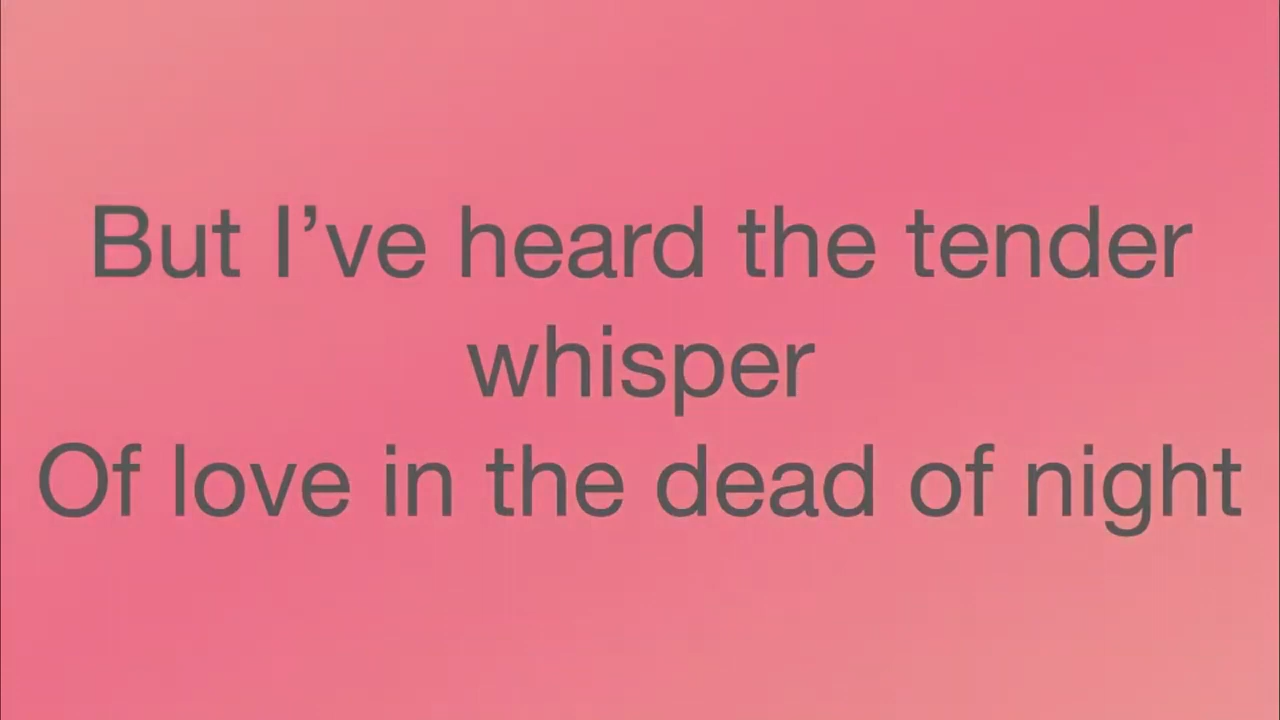 But I’ve heard the tender
whisper
Of love in the dead of night